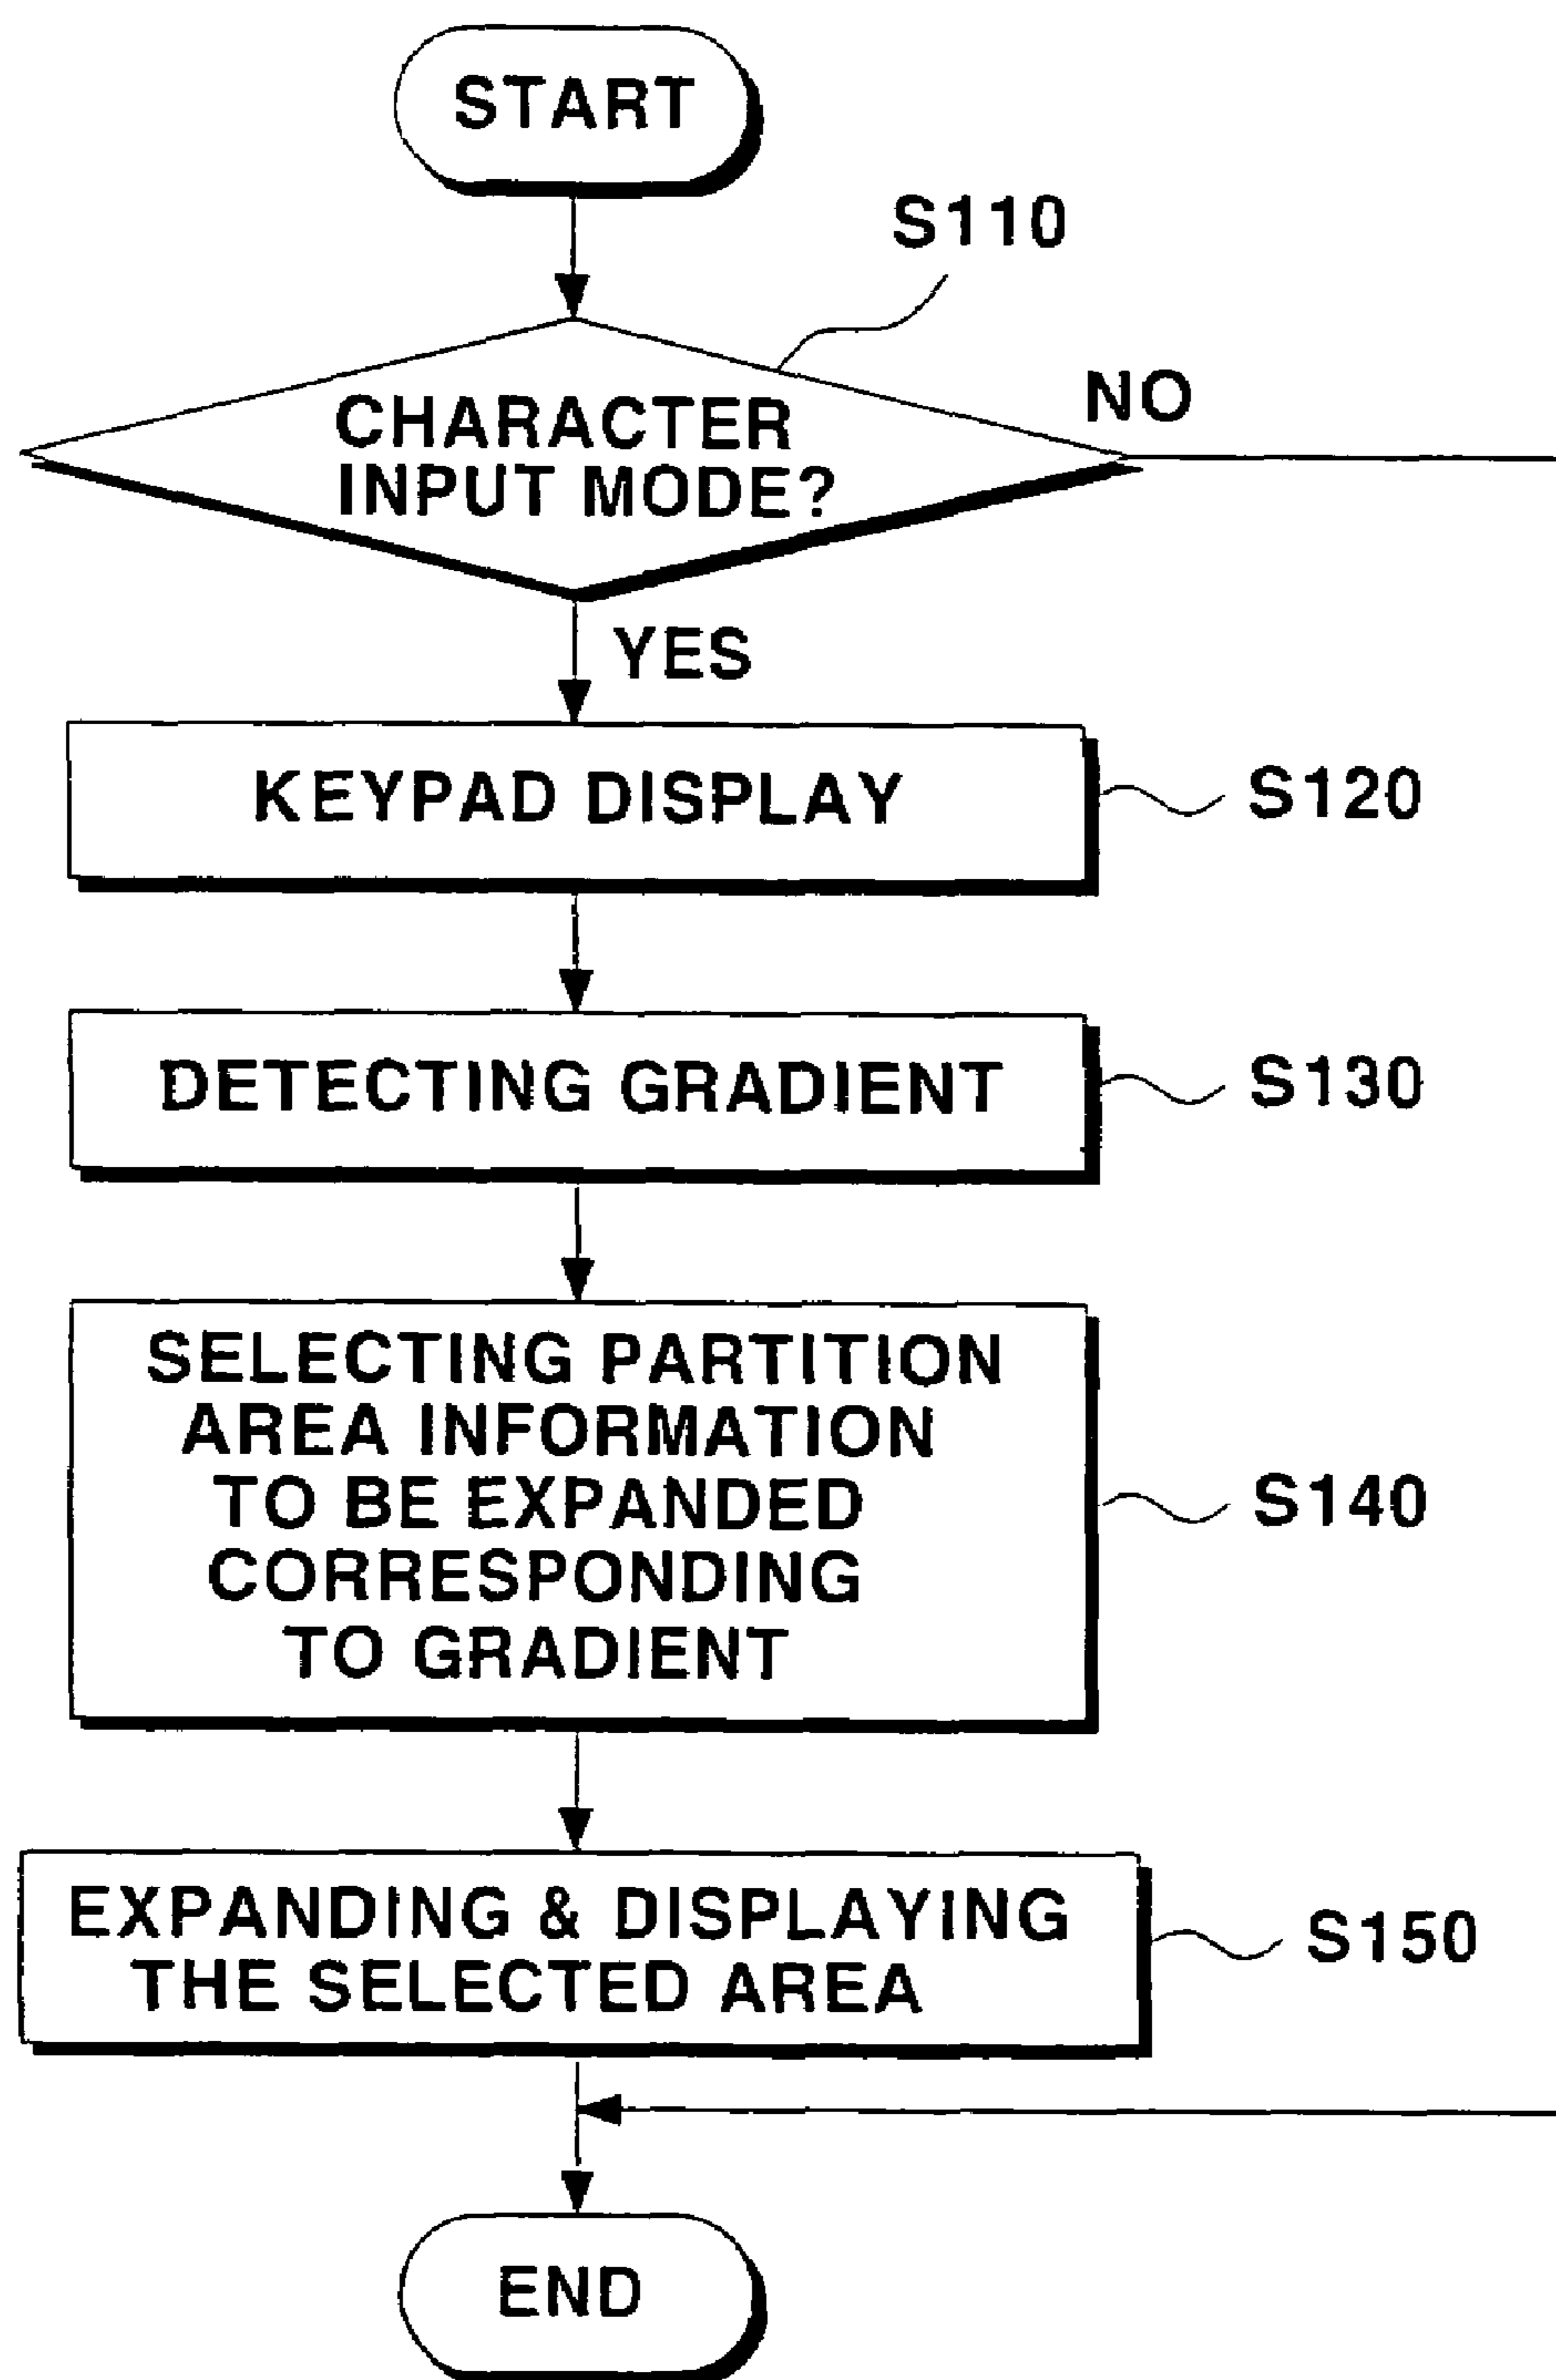 START
S110
CHARACTER
INPUT MODE?
NO
YES
KEYPAD DISPLAY
S120
DETECTING GRADIENT
S130
SELECTING PARTITION
AREA INFORMATION
TO BE EXPANDED
CORRESPONDING
TO GRADIENT
S140
EXPANDING & DISPLAYING
THE SELECTED AREA
S150
END